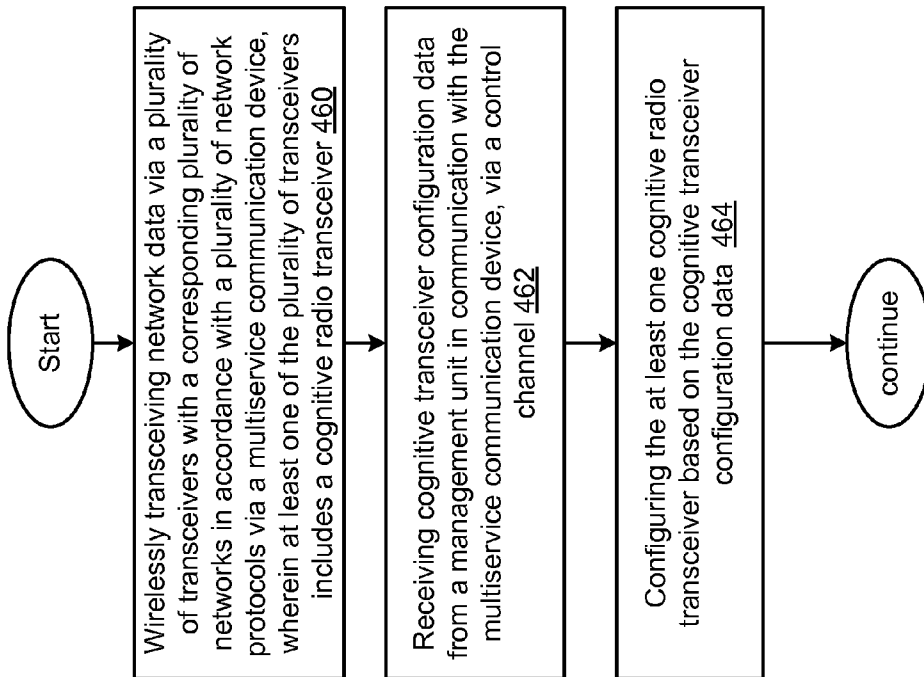 Start
Wirelessly transceiving network data via a plurality
of transceivers with a corresponding plurality of
networks in accordance with a plurality of network
protocols via a multiservice communication device,
wherein at least one of the plurality of transceivers
includes a cognitive radio transceiver 460
Receiving cognitive transceiver configuration data
from a management unit in communication with the
multiservice communication device, via a control
channel 462
Configuring the at least one cognitive radio
transceiver based on the cognitive transceiver
configuration data 464
continue